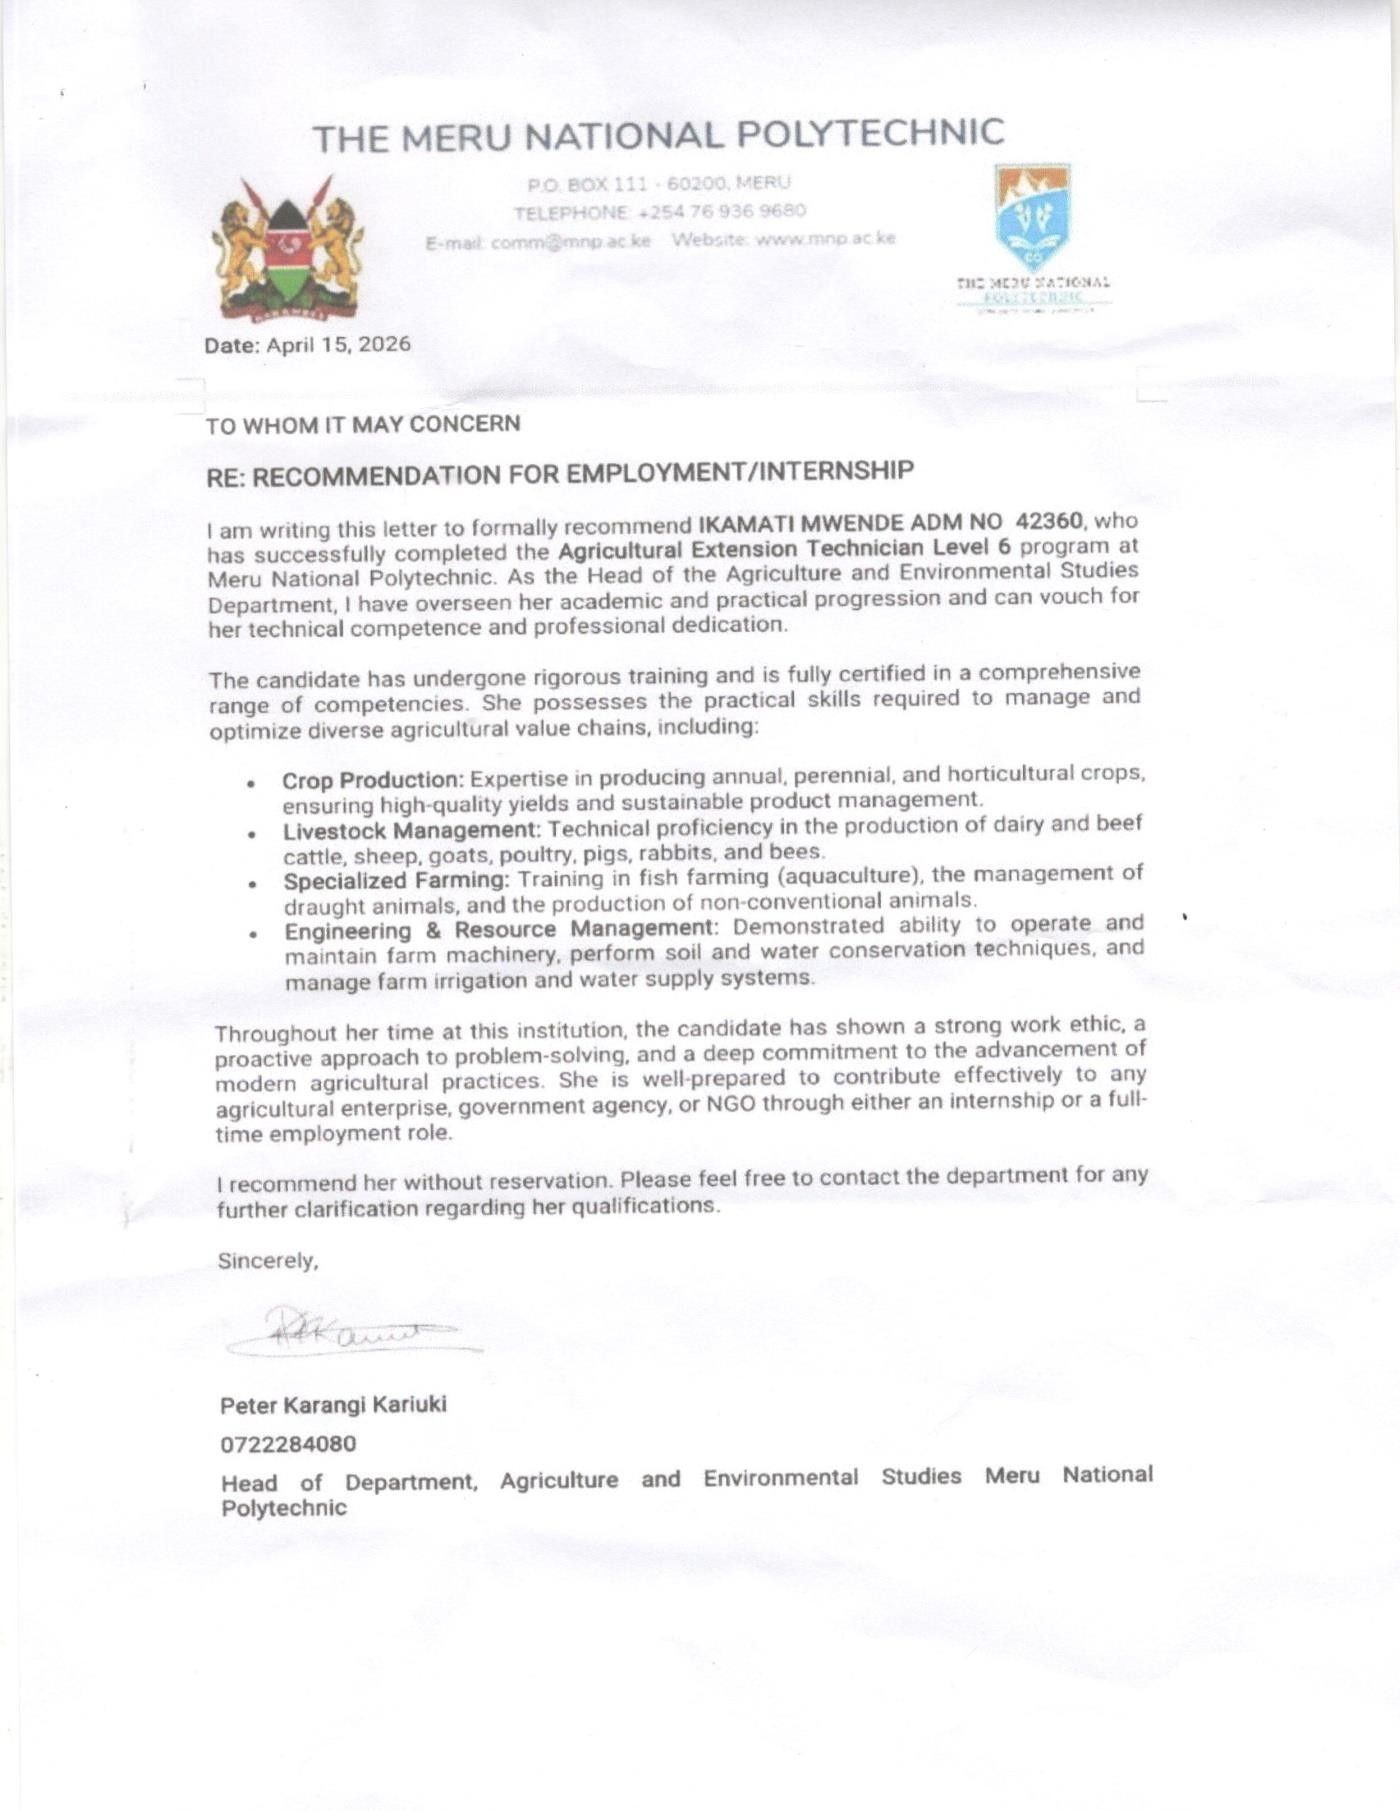 THE MERU NATIONAL POLYTECHNIC
P.O. BOX 111 - 60200, MERU
TELEPHONE: +254 76 936 9680
E-mail: comm@mnp.ac.ke Website: www.mnp.ac.ke
HARAMBEE
THE MERU NATIONAL
POLYTECHNIC
Date: April 15, 2026
TO WHOM IT MAY CONCERN
RE: RECOMMENDATION FOR EMPLOYMENT/INTERNSHIP
I am writing this letter to formally recommend IKAMATI MWENDE ADM NO 42360, who
has successfully completed the Agricultural Extension Technician Level 6 program at
Meru National Polytechnic. As the Head of the Agriculture and Environmental Studies
Department, I have overseen her academic and practical progression and can vouch for
her technical competence and professional dedication.
The candidate has undergone rigorous training and is fully certified in a comprehensive
range of competencies. She possesses the practical skills required to manage and
optimize diverse agricultural value chains, including:
• Crop Production: Expertise in producing annual, perennial, and horticultural crops,
ensuring high-quality yields and sustainable product management.
• Livestock Management: Technical proficiency in the production of dairy and beef
cattle, sheep, goats, poultry, pigs, rabbits, and bees.
• Specialized Farming: Training in fish farming (aquaculture), the management of
draught animals, and the production of non-conventional animals.
• Engineering & Resource Management: Demonstrated ability to operate and
maintain farm machinery, perform soil and water conservation techniques, and
manage farm irrigation and water supply systems.
Throughout her time at this institution, the candidate has shown a strong work ethic, a
proactive approach to problem-solving, and a deep commitment to the advancement of
modern agricultural practices. She is well-prepared to contribute effectively to any
agricultural enterprise, government agency, or NGO through either an internship or a full-
time employment role.
I recommend her without reservation. Please feel free to contact the department for any
further clarification regarding her qualifications.
Sincerely,
Peter Karangi Kariuki
0722284080
Head of Department, Agriculture and Environmental Studies Meru National
Polytechnic